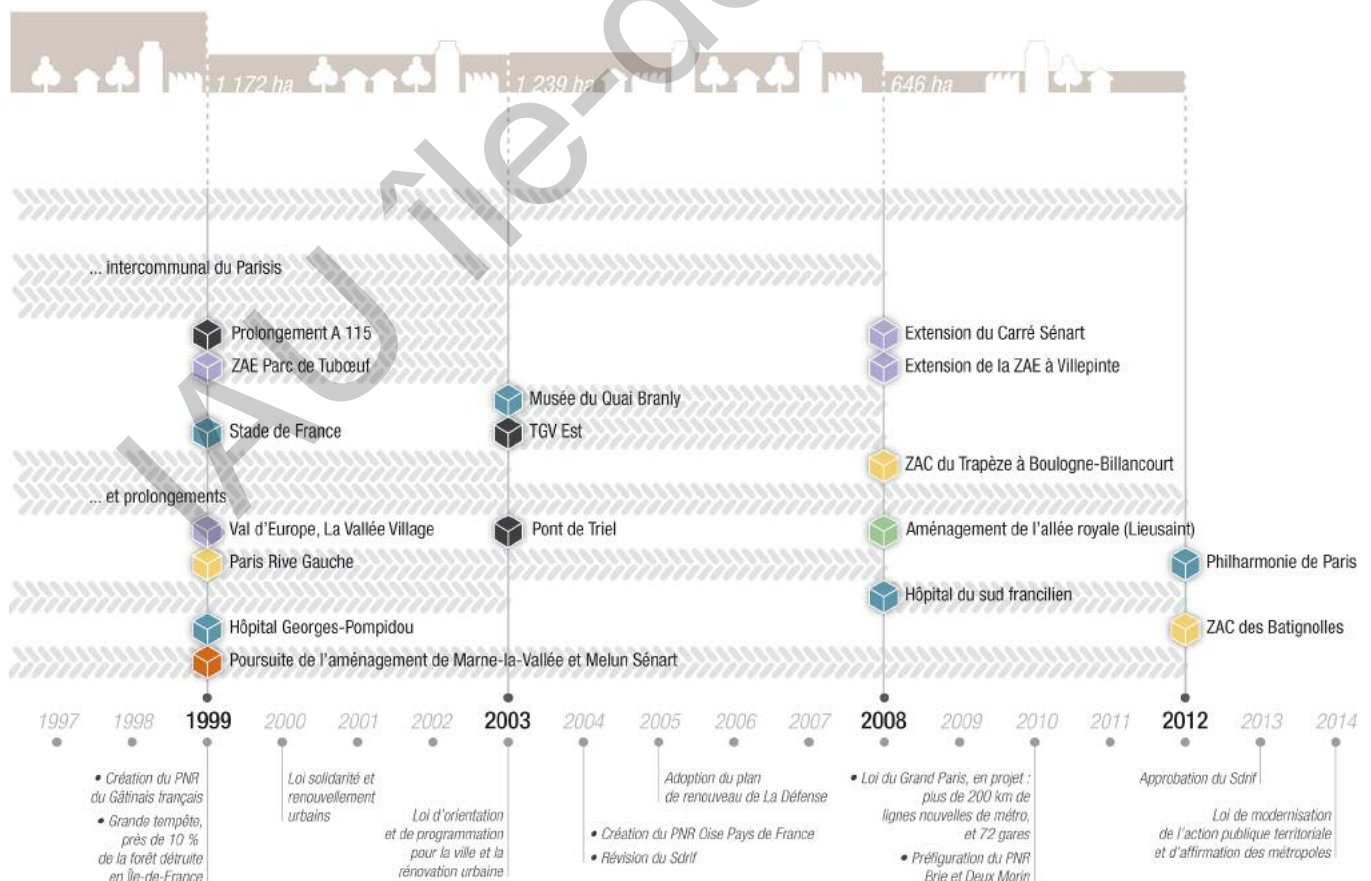 1 172 ha
1 239 ha
646 ha
IAU île-d
... intercommunal du Parisis
Prolongement A 115
Extension du Carré Sénart
ZAE Parc de Tubœuf
Extension de la ZAE à Villepinte
Musée du Quai Branly
Stade de France
TGV Est
ZAC du Trapèze à Boulogne-Billancourt
... et prolongements
Val d'Europe, La Vallée Village
Pont de Triel
Aménagement de l'allée royale (Lieusaint)
Paris Rive Gauche
Philharmonie de Paris
Hôpital du sud francilien
Hôpital Georges-Pompidou
ZAC des Batignolles
Poursuite de l'aménagement de Marne-la-Vallée et Melun Sénart
1997 1998 1999 2000 2001 2002 2003 2004 2005 2006 2007 2008 2009 2010 2011 2012 2013 2014
• Création du PNR
du Gâtinais français
• Grande tempête,
près de 10 %
de la forêt détruite
en Île-de-France
Loi solidarité et
renouvellement
urbains
Loi d'orientation
et de programmation
pour la ville et la
rénovation urbaine
• Création du PNR Oise Pays de France
• Révision du Sdrif
Adoption du plan
de renouveau de La Défense
• Loi du Grand Paris, en projet :
plus de 200 km de
lignes nouvelles de métro,
et 72 gares
• Préfiguration du PNR
Brie et Deux Morin
Approbation du Sdrif
Loi de modernisation
de l'action publique territoriale
et d'affirmation des métropoles